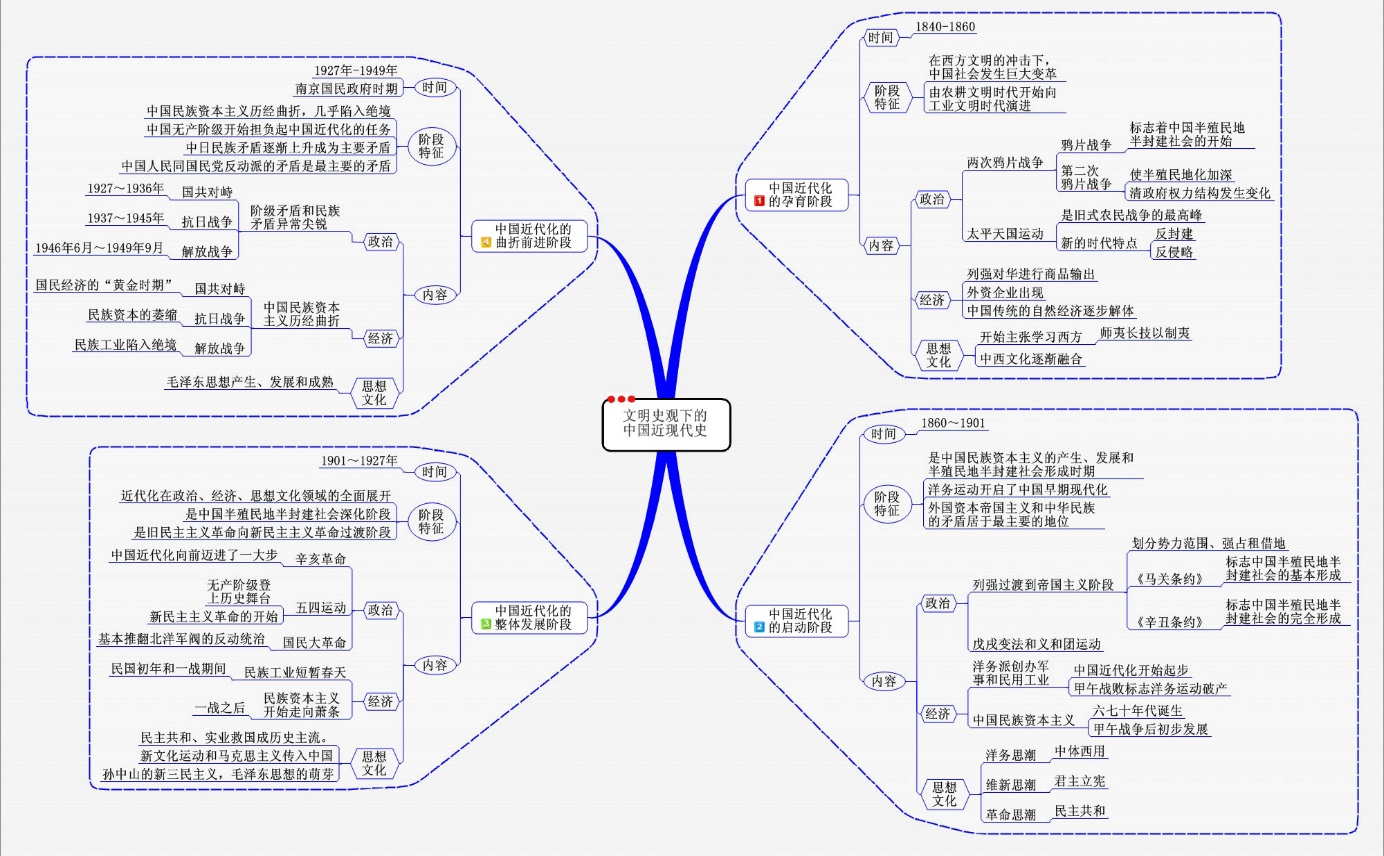 文明史观下的
中国近现代史
中国近代化
1 的孕育阶段
时间
1840-1860
阶段
特征
在西方文明的冲击下，
中国社会发生巨大变革
由农耕文明时代开始向
工业文明时代演进
内容
政治
两次鸦片战争
鸦片战争
标志着中国半殖民地
半封建社会的开始
第二次
鸦片战争
使半殖民地化加深
清政府权力结构发生变化
太平天国运动
是旧式农民战争的最高峰
新的时代特点
反封建
反侵略
经济
列强对华进行商品输出
外资企业出现
中国传统的自然经济逐步解体
思想
文化
开始主张学习西方
师夷长技以制夷
中西文化逐渐融合
中国近代化
2 的启动阶段
时间
1860～1901
阶段
特征
是中国民族资本主义的产生、发展和
半殖民地半封建社会形成时期
洋务运动开启了中国早期现代化
外国资本帝国主义和中华民族
的矛盾居于最主要的地位
内容
政治
列强过渡到帝国主义阶段
划分势力范围、强占租借地
《马关条约》
标志中国半殖民地半
封建社会的基本形成
《辛丑条约》
标志中国半殖民地半
封建社会的完全形成
戊戌变法和义和团运动
经济
洋务派创办军
事和民用工业
中国近代化开始起步
甲午战败标志洋务运动破产
中国民族资本主义
六七十年代诞生
甲午战争后初步发展
思想
文化
洋务思潮
中体西用
维新思潮
君主立宪
革命思潮
民主共和
中国近代化的
3 整体发展阶段
时间
1901～1927年
阶段
特征
近代化在政治、经济、思想文化领域的全面展开
是中国半殖民地半封建社会深化阶段
是旧民主主义革命向新民主主义革命过渡阶段
内容
政治
辛亥革命
中国近代化向前迈进了一大步
五四运动
无产阶级登
上历史舞台
新民主主义革命的开始
国民大革命
基本推翻北洋军阀的反动统治
经济
民族工业短暂春天
民国初年和一战期间
民族资本主义
开始走向萧条
一战之后
思想
文化
民主共和、实业救国成历史主流。
新文化运动和马克思主义传入中国
孙中山的新三民主义，毛泽东思想的萌芽
中国近代化的
4 曲折前进阶段
时间
1927年-1949年
南京国民政府时期
阶段
特征
中国民族资本主义历经曲折，几乎陷入绝境
中国无产阶级开始担负起中国近代化的任务
中日民族矛盾逐渐上升成为主要矛盾
中国人民同国民党反动派的矛盾是最主要的矛盾
内容
政治
阶级矛盾和民族
矛盾异常尖锐
国共对峙
1927～1936年
抗日战争
1937～1945年
解放战争
1946年6月～1949年9月
经济
中国民族资本
主义历经曲折
国共对峙
国民经济的“黄金时期”
抗日战争
民族资本的萎缩
解放战争
民族工业陷入绝境
思想
文化
毛泽东思想产生、发展和成熟